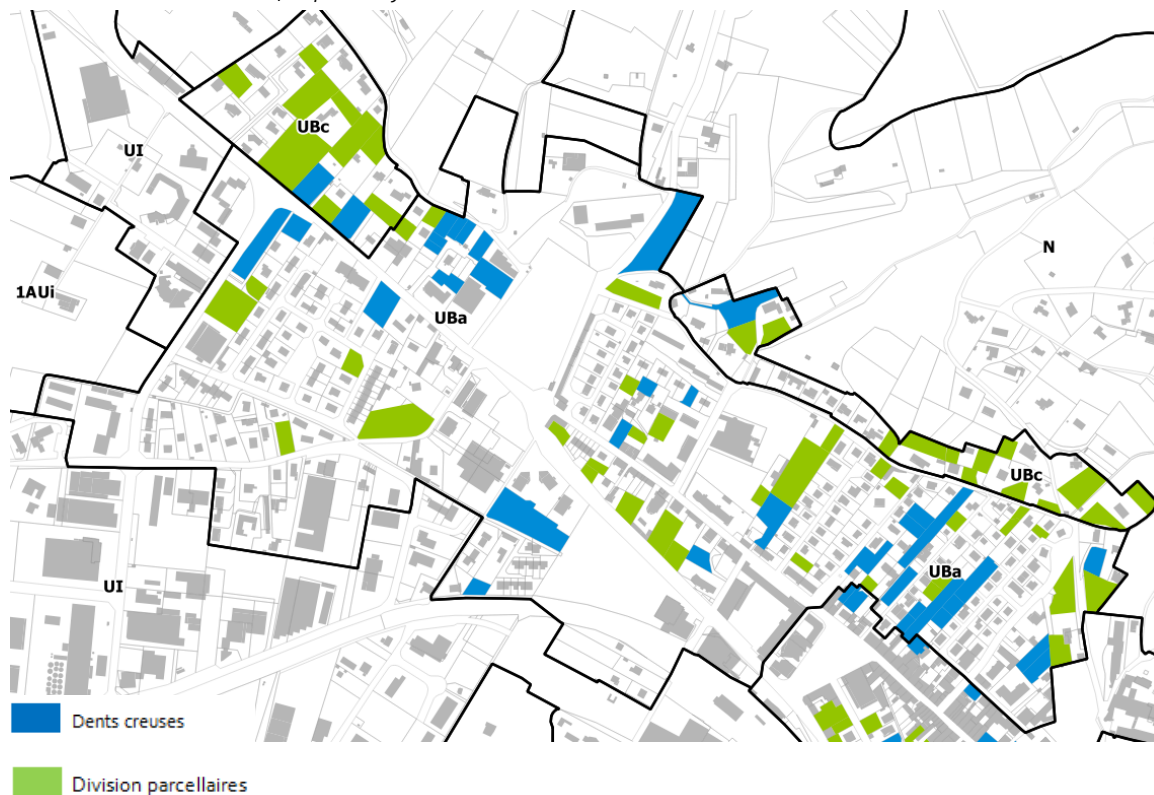 UBc
UI
N
1AUi
UBa
UBc
UBa
UI
Dents creuses
Division parcellaires